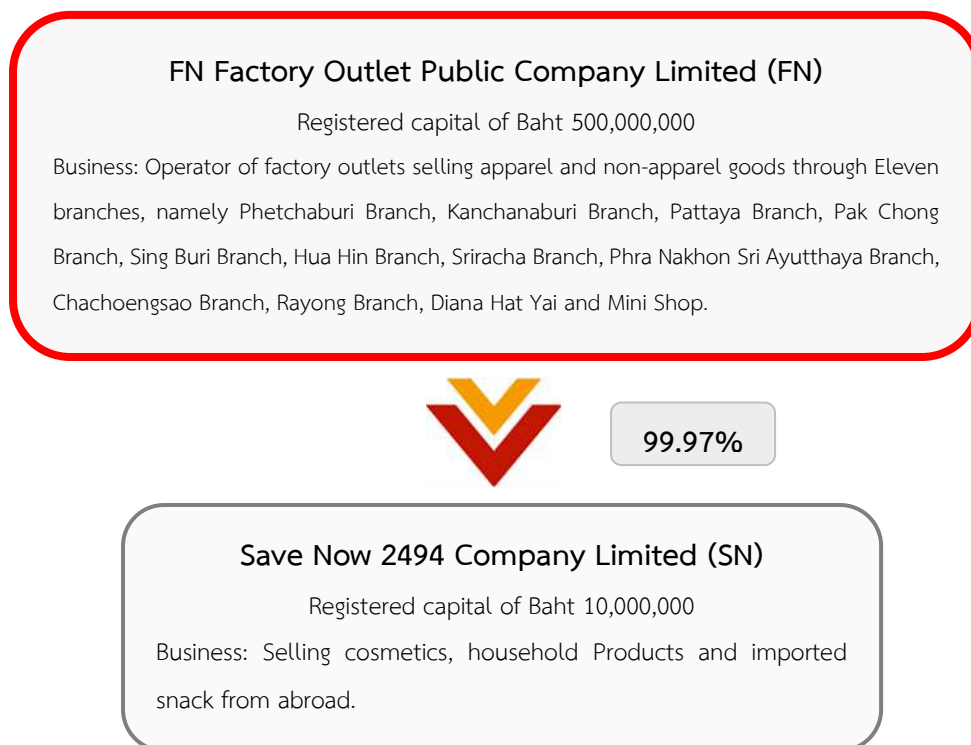 FN Factory Outlet Public Company Limited (FN)
Registered capital of Baht 500,000,000
Business: Operator of factory outlets selling apparel and non-apparel goods through Eleven
branches, namely Phetchaburi Branch, Kanchanaburi Branch, Pattaya Branch, Pak Chong
Branch, Sing Buri Branch, Hua Hin Branch, Sriracha Branch, Phra Nakhon Sri Ayutthaya Branch,
Chachoengsao Branch, Rayong Branch, Diana Hat Yai and Mini Shop.
99.97%
Save Now 2494 Company Limited (SN)
Registered capital of Baht 10,000,000
Business: Selling cosmetics, household Products and imported
snack from abroad.